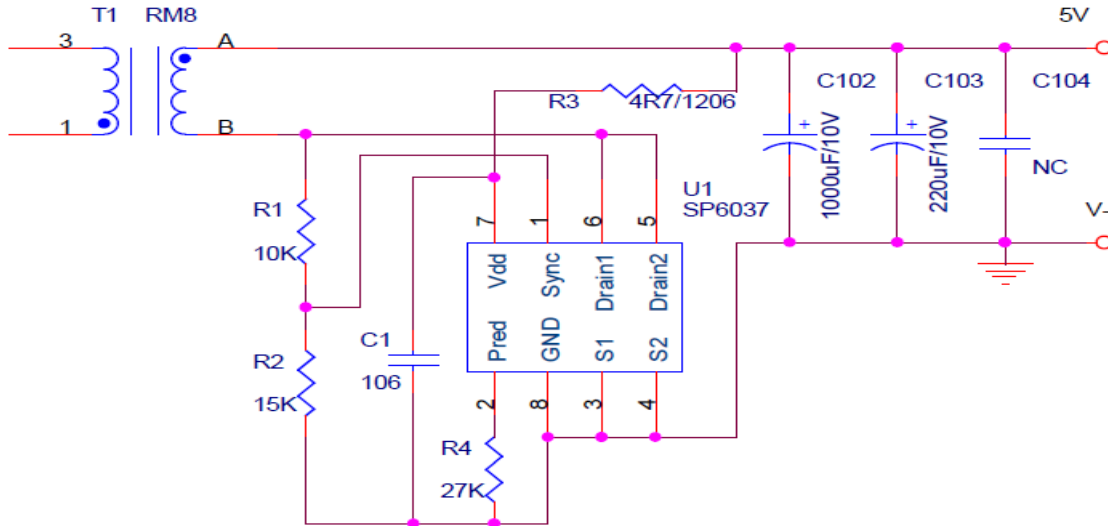 T1 RM8 5V
3 A
C102 C103 C104
R3 4R7/1206
1 B
1000uF/10V
220uF/10V
NC
U1
SP6037
R1
10K
7 1 6 5
V-
Vdd Sync Drain1 Drain2
Pred GND S1 S2
C1
106
R2
15K
2 8 3 4
R4
27K